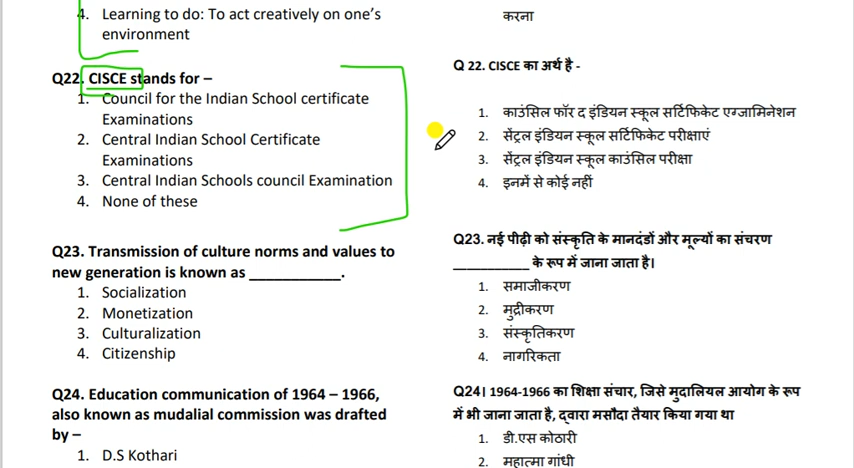 4. Learning to do: To act creatively on one’s
environment
Q22. CISCE stands for –
1. Council for the Indian School certificate
Examinations
2. Central Indian School Certificate
Examinations
3. Central Indian Schools council Examination
4. None of these
Q23. Transmission of culture norms and values to
new generation is known as ____________.
1. Socialization
2. Monetization
3. Culturalization
4. Citizenship
Q24. Education communication of 1964 – 1966,
also known as mudalial commission was drafted
by –
1. D.S Kothari
करना
Q 22. CISCE का अर्थ है -
1. काउंसिल फॉर द इंडियन स्कूल सर्टिफिकेट एग्जामिनेशन
2. सेंट्रल इंडियन स्कूल सर्टिफिकेट परीक्षाएं
3. सेंट्रल इंडियन स्कूल काउंसिल परीक्षा
4. इनमें से कोई नहीं
Q23. नई पीढ़ी को संस्कृति के मानदंडों और मूल्यों का संचरण
___________ के रूप में जाना जाता है।
1. समाजीकरण
2. मुद्रीकरण
3. संस्कृतिकरण
4. नागरिकता
Q24। 1964-1966 का शिक्षा संचार, जिसे मुदालियल आयोग के रूप
में भी जाना जाता है, द्वारा मसौदा तैयार किया गया था
1. डी.एस कोठारी
2. महात्मा गांधी